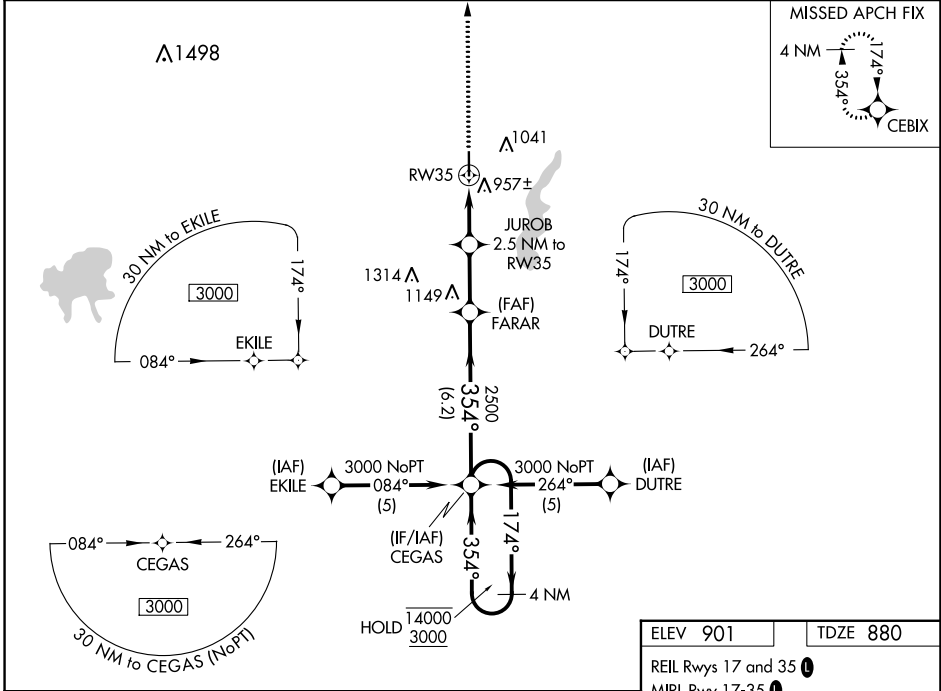 MISSED APCH FIX
4 NM
174°
354°
CEBIX
1498
1041
RW35
957±
JUROB
2.5 NM to
RW35
30 NM to EKILE
174°
3000
EKILE
084°
1314
1149
(FAF)
FARAR
30 NM to DUTRE
174°
3000
DUTRE
264°
2500
354°
(6.2)
(IAF)
EKILE
3000 NoPT
084°
(5)
3000 NoPT
264°
(5)
(IAF)
DUTRE
(IF/IAF)
CEGAS
354°
174°
4 NM
HOLD 14000
3000
084°
264°
CEGAS
3000
30 NM to CEGAS (NoPT)
ELEV 901
TDZE 880
REIL Rwys 17 and 35 L
MIRL Rwy 17-35 L